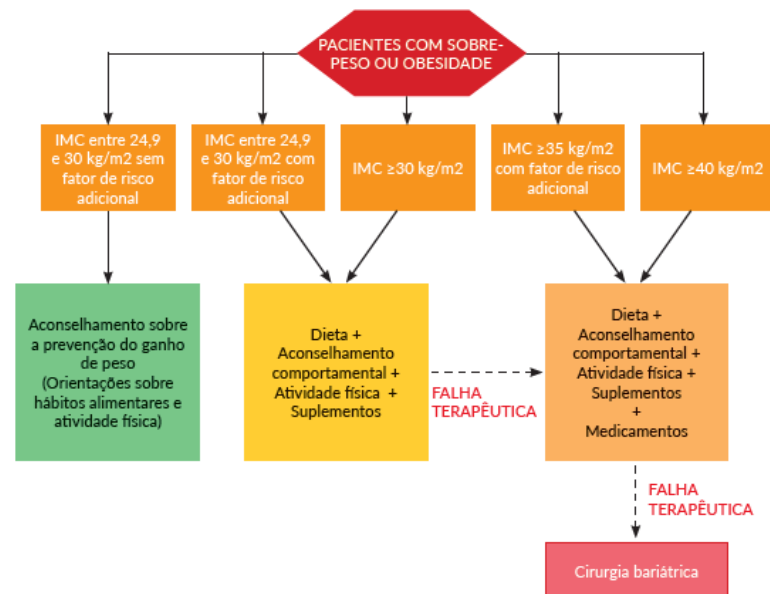 PACIENTES COM SOBRE-
PESO OU OBESIDADE
IMC entre 24,9
e 30 kg/m2 sem
fator de risco
adicional
IMC entre 24,9
e 30 kg/m2 com
fator de risco
adicional
IMC ≥30 kg/m2
IMC ≥35 kg/m2
com fator de risco
adicional
IMC ≥40 kg/m2
Aconselhamento sobre
a prevenção do ganho
de peso
(Orientações sobre
hábitos alimentares e
atividade física)
Dieta +
Aconselhamento
comportamental +
Atividade física +
Suplementos
FALHA
TERAPÊUTICA
Dieta +
Aconselhamento
comportamental +
Atividade física +
Suplementos
+
Medicamentos
FALHA
TERAPÊUTICA
Cirurgia bariátrica